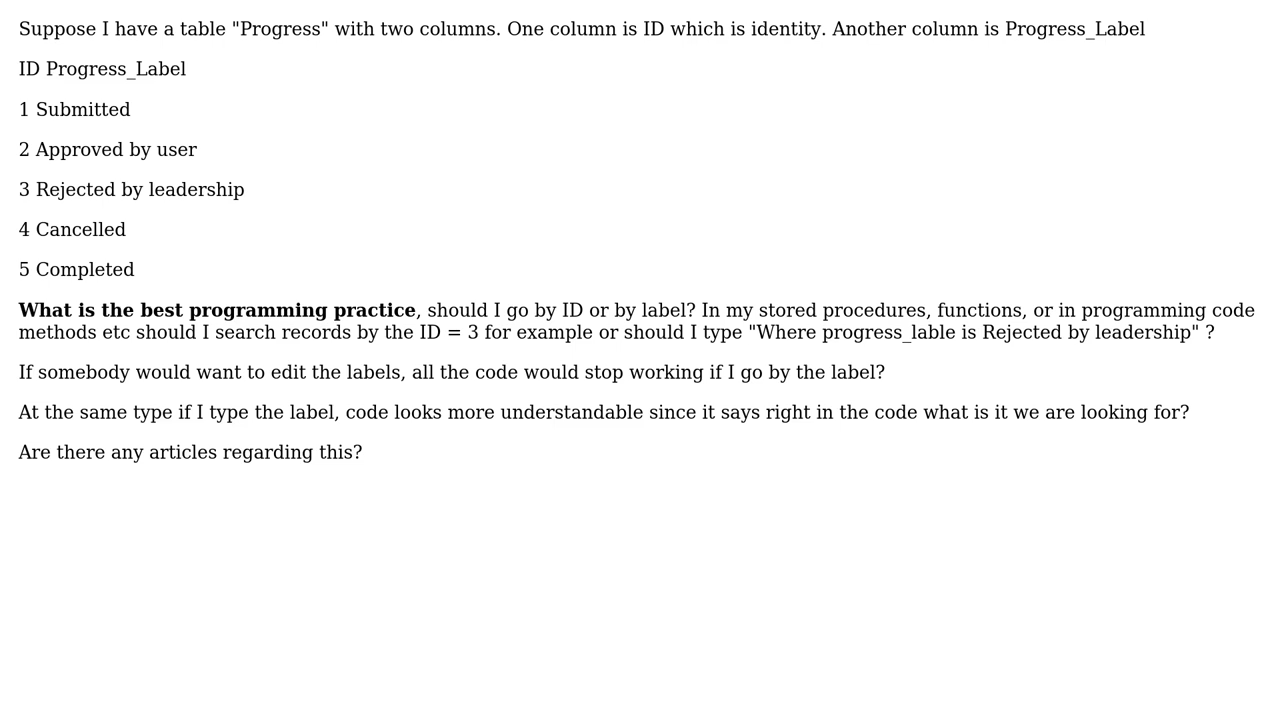 Suppose I have a table "Progress" with two columns. One column is ID which is identity. Another column is Progress_Label
ID Progress_Label
1 Submitted
2 Approved by user
3 Rejected by leadership
4 Cancelled
5 Completed
What is the best programming practice, should I go by ID or by label? In my stored procedures, functions, or in programming code
methods etc should I search records by the ID = 3 for example or should I type "Where progress_lable is Rejected by leadership" ?
If somebody would want to edit the labels, all the code would stop working if I go by the label?
At the same type if I type the label, code looks more understandable since it says right in the code what is it we are looking for?
Are there any articles regarding this?